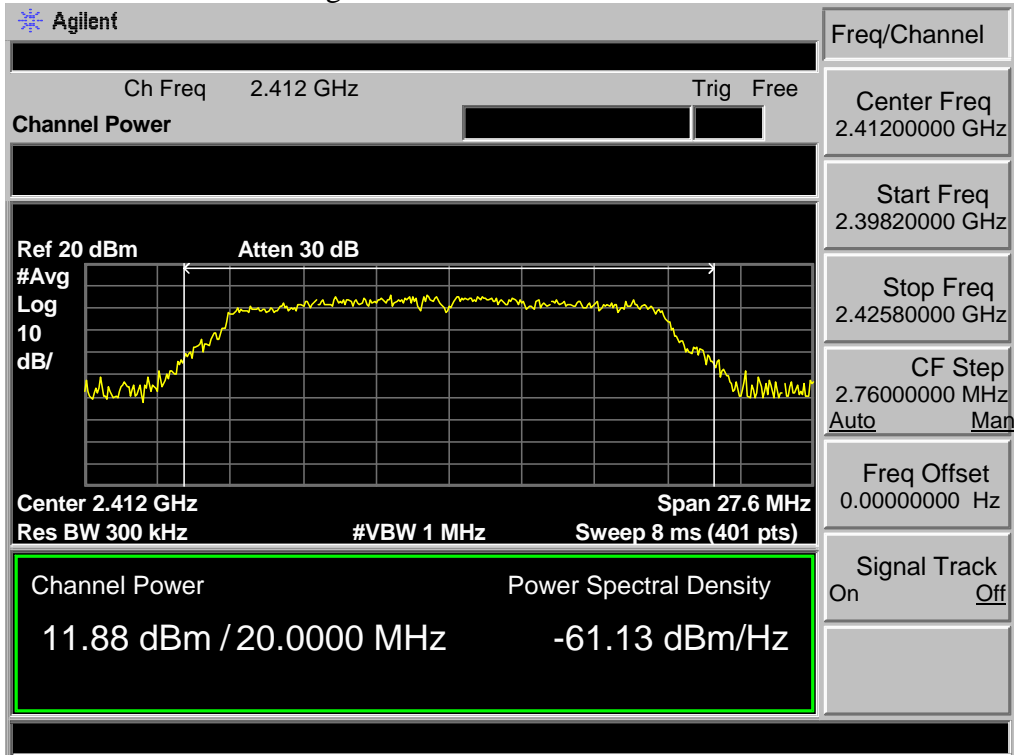 Agilent
Freq/Channel
Ch Freq 2.412 GHz Trig Free
Channel Power
Center Freq
2.41200000 GHz
Start Freq
2.39820000 GHz
Ref 20 dBm Atten 30 dB
#Avg
Log
10
dB/
Stop Freq
2.42580000 GHz
CF Step
2.76000000 MHz
Auto Man
Freq Offset
0.00000000 Hz
Center 2.412 GHz Span 27.6 MHz
Res BW 300 kHz #VBW 1 MHz Sweep 8 ms (401 pts)
Signal Track
On Off
Channel Power Power Spectral Density
11.88 dBm / 20.0000 MHz -61.13 dBm/Hz